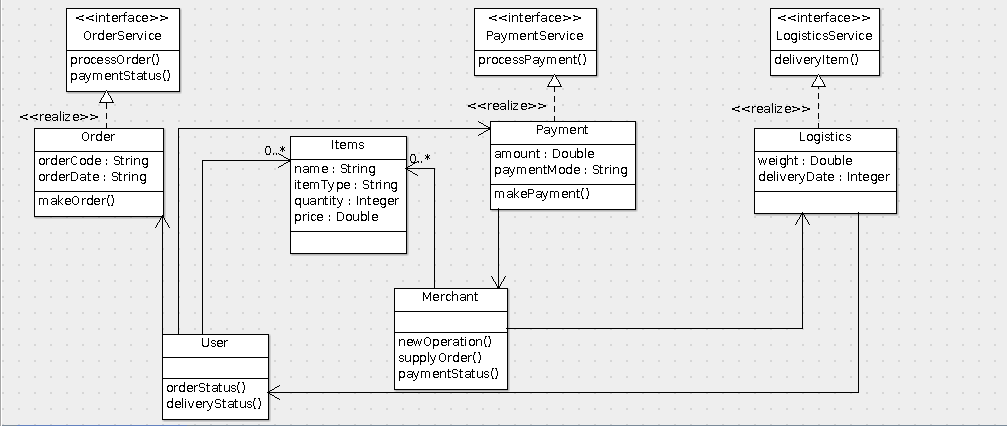 <<interface>>
OrderService
processOrder()
paymentStatus()
<<interface>>
PaymentService
processPayment()
<<interface>>
LogisticsService
deliveryItem()
<<realize>>
<<realize>>
<<realize>>
Order
orderCode : String
orderDate : String
makeOrder()
0..*
Items
name : String
itemType : String
quantity : Integer
price : Double
0..*
Payment
amount : Double
paymentMode : String
makePayment()
Logistics
weight : Double
deliveryDate : Integer
Merchant
newOperation()
supplyOrder()
paymentStatus()
User
orderStatus()
deliveryStatus()